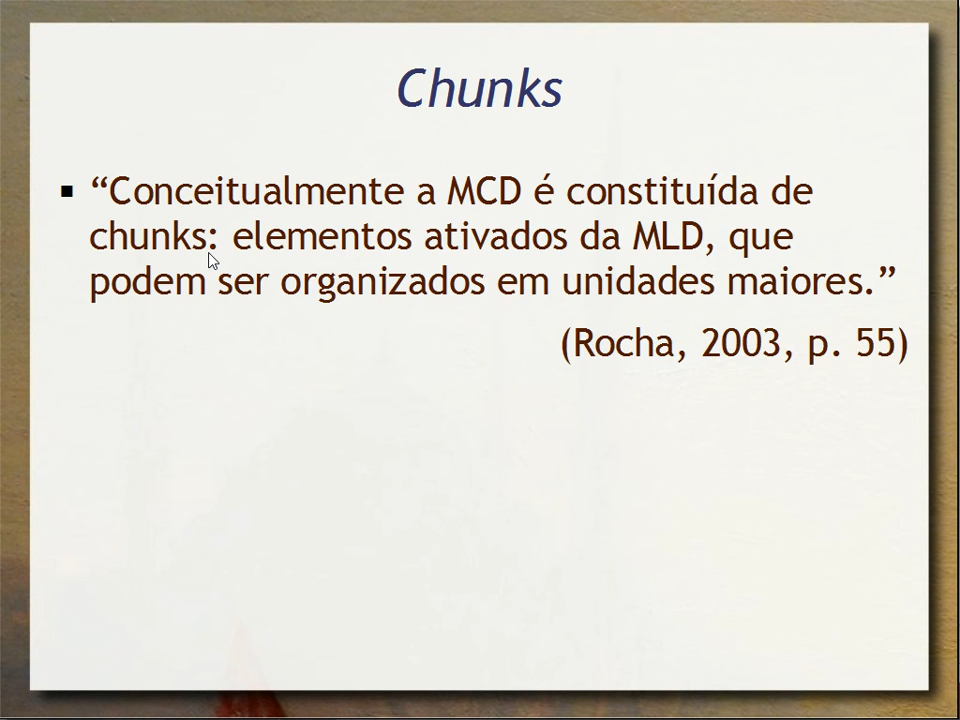 Chunks
▪ “Conceitualmente a MCD é constituída de
chunks: elementos ativados da MLD, que
podem ser organizados em unidades maiores.”
(Rocha, 2003, p. 55)